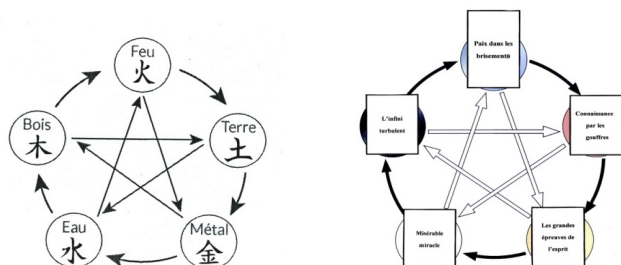 Feu
火
Terre
土
Métal
金
Eau
水
Bois
木
Paix dans les
brisements
Connaissance
par les
gouffres
Les grandes
épreuves de
l'esprit
Misérable
miracle
L'infini
turbulent